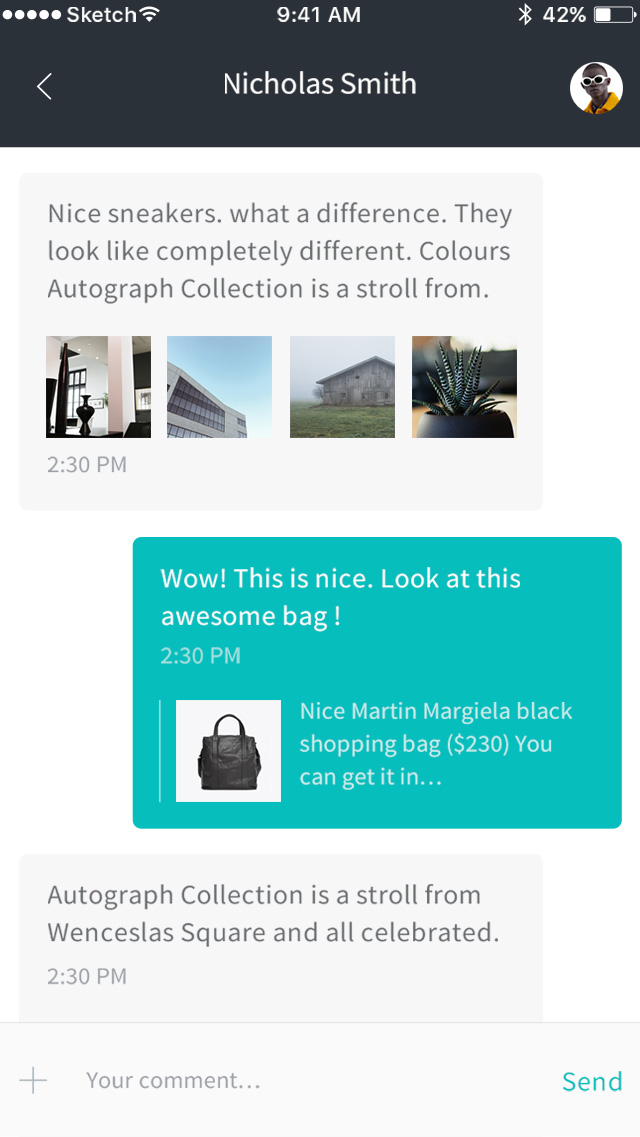 Sketch 9:41 AM 42%
Nicholas Smith
Nice sneakers. what a difference. They
look like completely different. Colours
Autograph Collection is a stroll from.
2:30 PM
Wow! This is nice. Look at this
awesome bag !
2:30 PM
Nice Martin Margiela black
shopping bag ($230) You
can get it in...
Autograph Collection is a stroll from
Wenceslas Square and all celebrated.
2:30 PM
Your comment... Send